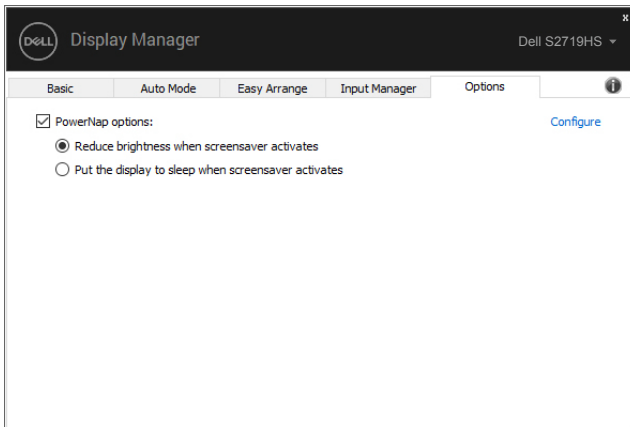 x
DELL Display Manager Dell S2719HS
Basic Auto Mode Easy Arrange Input Manager Options i
PowerNap options: Configure
Reduce brightness when screensaver activates
Put the display to sleep when screensaver activates